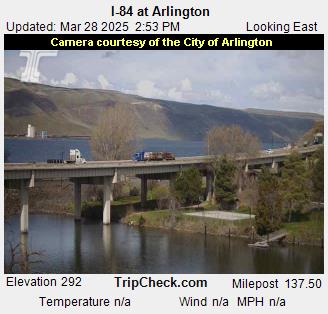 I-84 at Arlington
Updated: Mar 28 2025 2:53 PM Looking East
Camera courtesy of the City of Arlington
Elevation 292 TripCheck.com Milepost 137.50
Temperature n/a Wind n/a MPH n/a